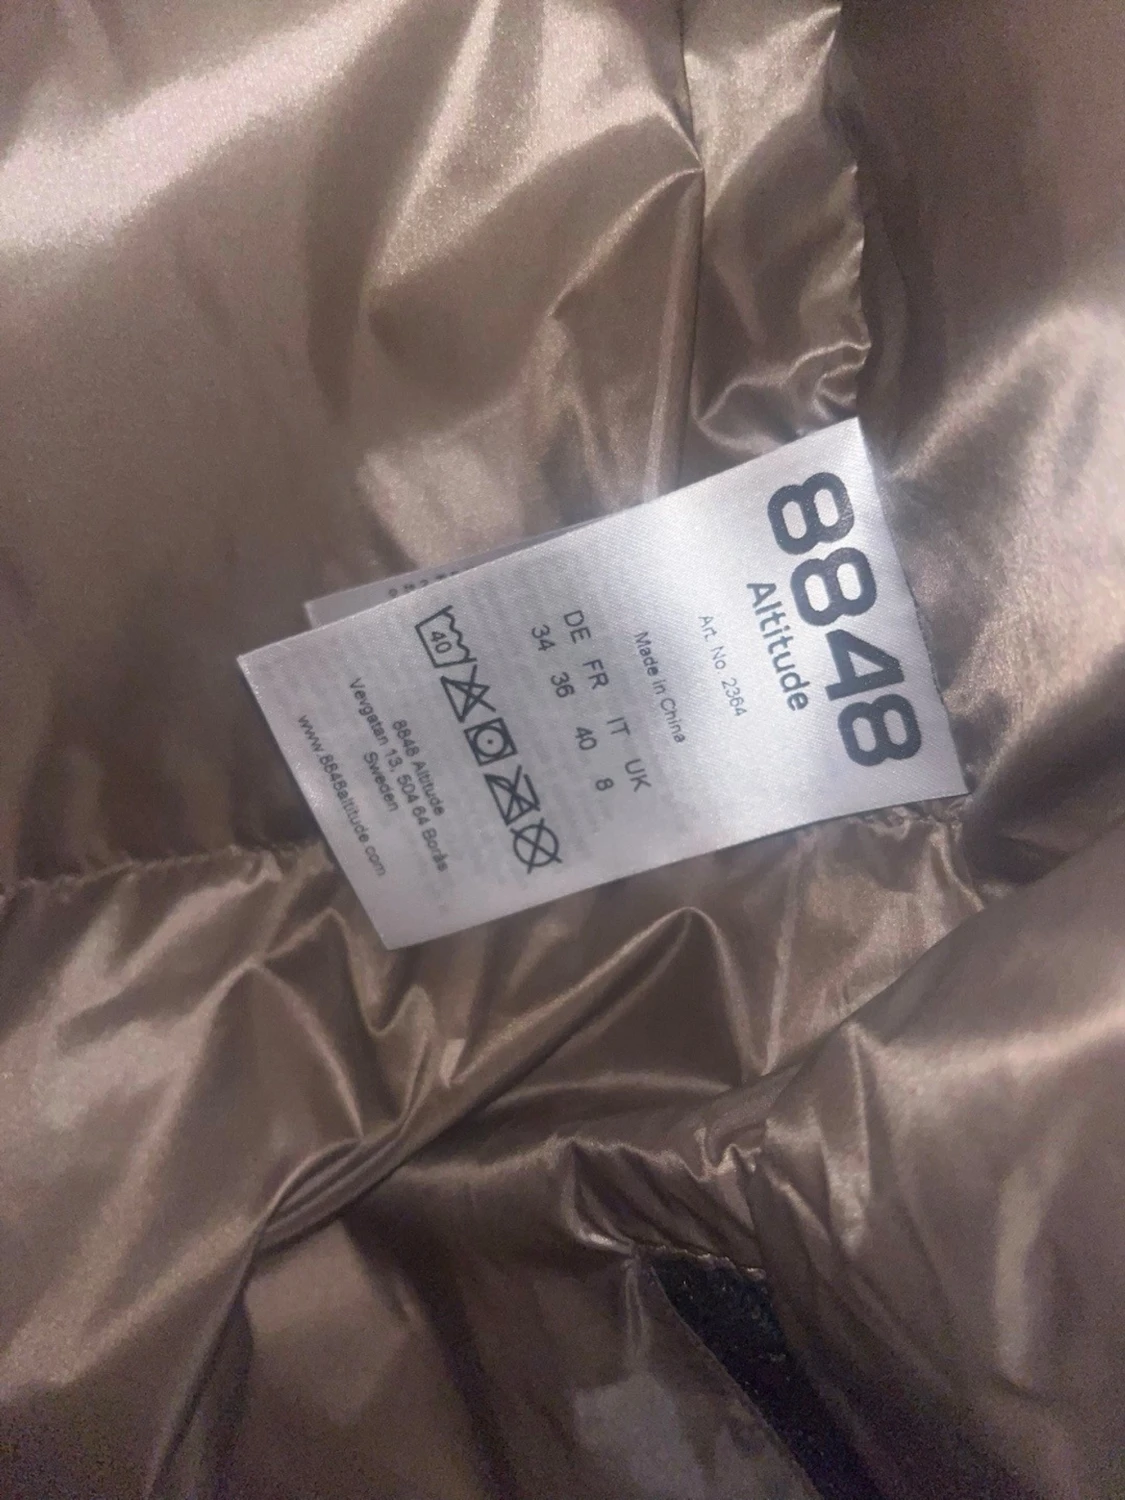 8848
Altitude
Art. No. 2364
Made in China
DE FR IT UK
34 36 40 8
40
8848 Altitude
Vevgatan 13, 504 64 Borås
Sweden
www.8848altitude.com